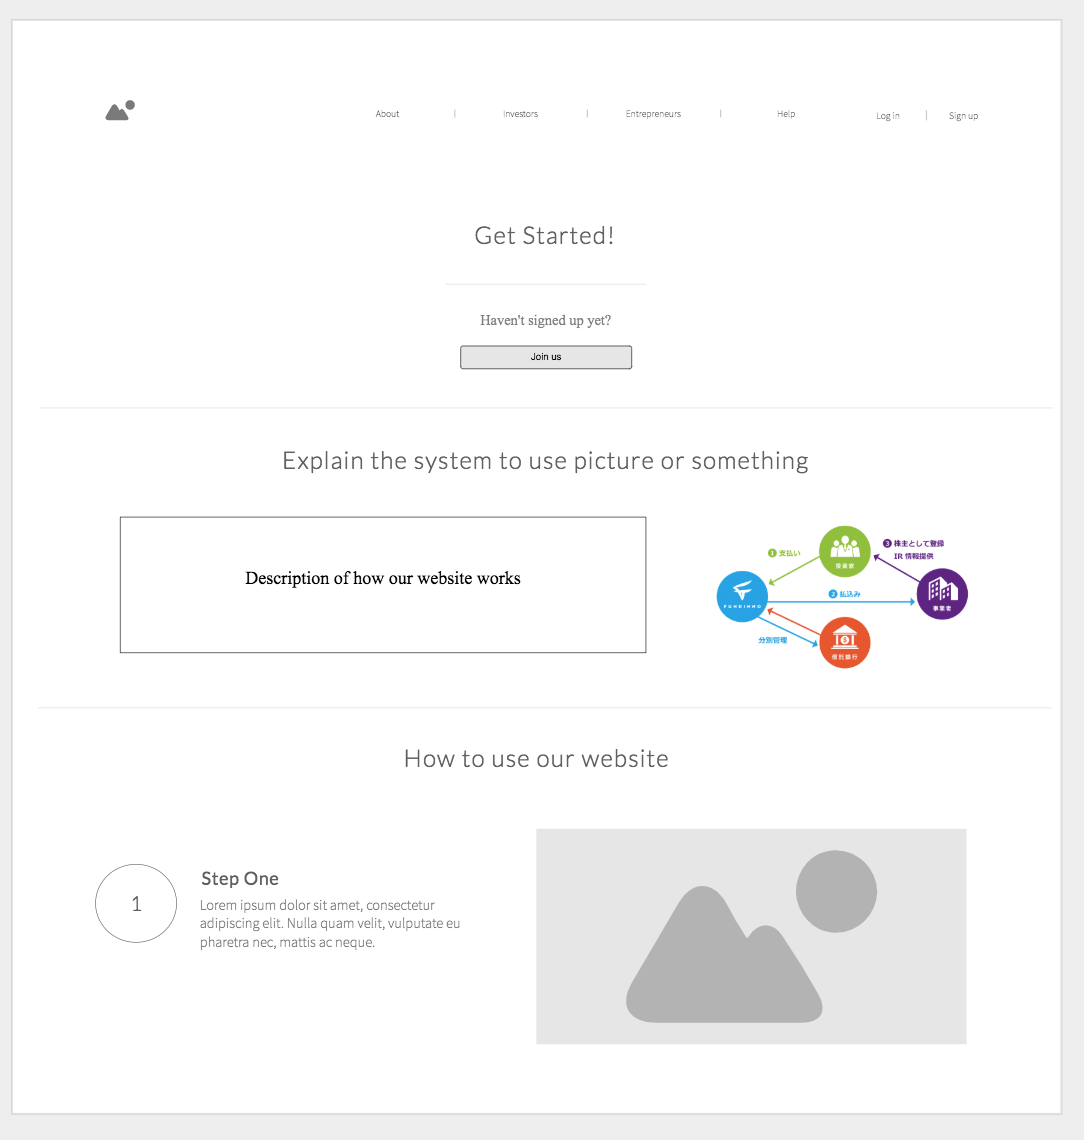 About | Investors | Entrepreneurs | Help
Log in | Sign up
Get Started!
Haven't signed up yet?
Join us
Explain the system to use picture or something
Description of how our website works
1 支払い
投資家
3 株主として登録
IR 情報提供
FUNDINNO
2 払込み
事業者
分別管理
信託銀行
How to use our website
1
Step One
Lorem ipsum dolor sit amet, consectetur
adipiscing elit. Nulla quam velit, vulputate eu
pharetra nec, mattis ac neque.